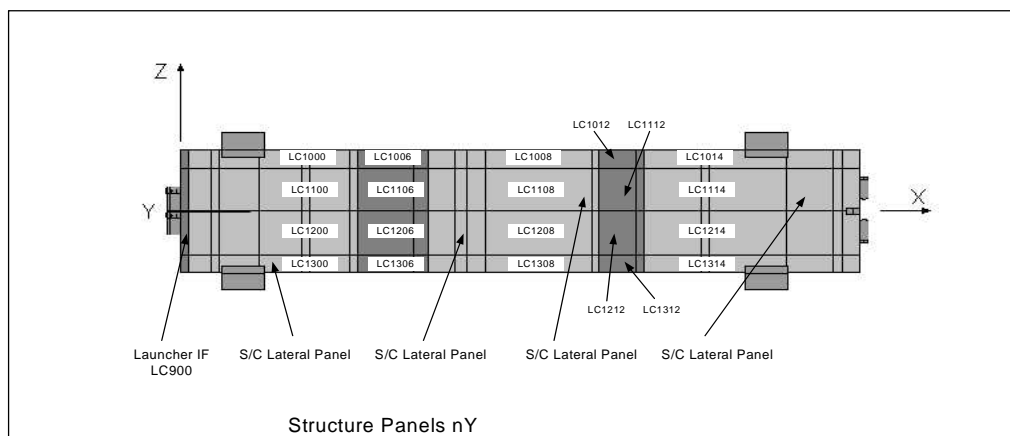 Z
LC1012 LC1112
LC1000 LC1006 LC1008 LC1014
LC1100 LC1106 LC1108 LC1114
Y X
LC1200 LC1206 LC1208 LC1214
LC1300 LC1306 LC1308 LC1314
LC1212 LC1312
Launcher IF
LC900
S/C Lateral Panel S/C Lateral Panel S/C Lateral Panel S/C Lateral Panel
Structure Panels nY